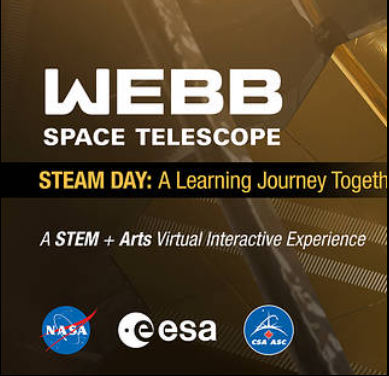 WEBB
SPACE TELESCOPE
STEAM DAY: A Learning Journey Togeth
A STEM + Arts Virtual Interactive Experience
NASA esa CSA ASC